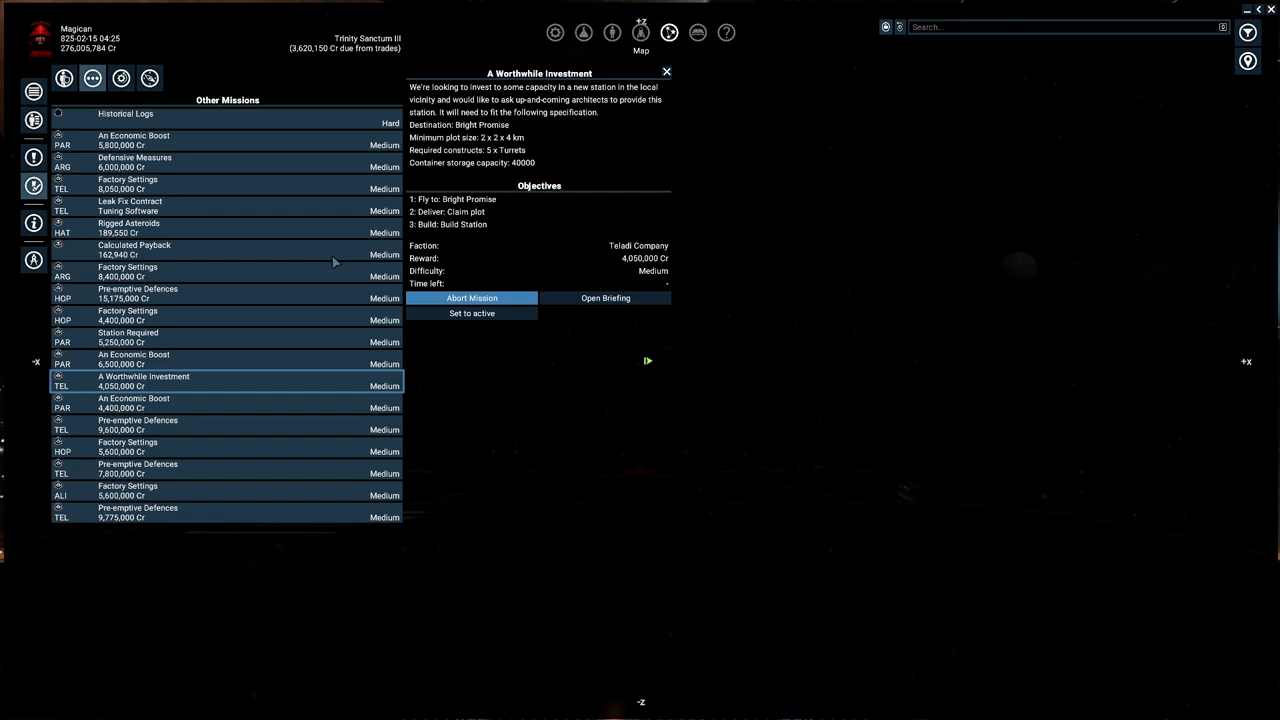 Magican
825-02-15 04:25
276,005,784 Cr
Trinity Sanctum III
(3,620,150 Cr due from trades)
+Z
Map
Search...
Other Missions
Historical Logs
Hard
An Economic Boost
PAR 5,800,000 Cr Medium
Defensive Measures
ARG 6,000,000 Cr Medium
Factory Settings
TEL 8,050,000 Cr Medium
Leak Fix Contract
TEL Tuning Software Medium
Rigged Asteroids
HAT 189,550 Cr Medium
Calculated Payback
162,940 Cr Medium
Factory Settings
ARG 8,400,000 Cr Medium
Pre-emptive Defences
HOP 15,175,000 Cr Medium
Factory Settings
HOP 4,400,000 Cr Medium
Station Required
PAR 5,250,000 Cr Medium
An Economic Boost
PAR 6,500,000 Cr Medium
A Worthwhile Investment
TEL 4,050,000 Cr Medium
An Economic Boost
PAR 4,400,000 Cr Medium
Pre-emptive Defences
TEL 9,600,000 Cr Medium
Factory Settings
HOP 5,600,000 Cr Medium
Pre-emptive Defences
TEL 7,800,000 Cr Medium
Factory Settings
ALI 5,600,000 Cr Medium
Pre-emptive Defences
TEL 9,775,000 Cr Medium
A Worthwhile Investment
We're looking to invest to some capacity in a new station in the local
vicinity and would like to ask up-and-coming architects to provide this
station. It will need to fit the following specification.
Destination: Bright Promise
Minimum plot size: 2 x 2 x 4 km
Required constructs: 5 x Turrets
Container storage capacity: 40000
Objectives
1: Fly to: Bright Promise
2: Deliver: Claim plot
3: Build: Build Station
Faction: Teladi Company
Reward: 4,050,000 Cr
Difficulty: Medium
Time left: -
Abort Mission
Open Briefing
Set to active
-X
+X
-Z